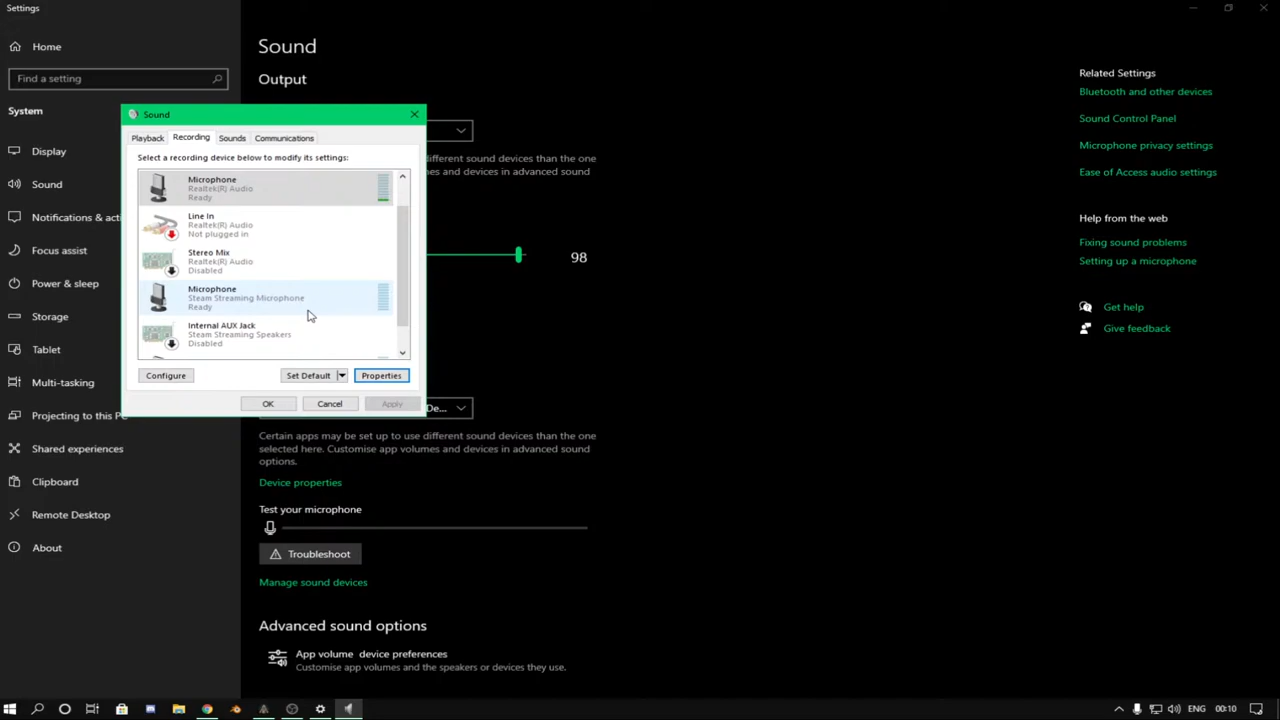 Settings
Home
Find a setting
System
Display
Sound
Notifications & acti
Focus assist
Power & sleep
Storage
Tablet
Multi-tasking
Projecting to this PC
Shared experiences
Clipboard
Remote Desktop
About
Sound
Output
different sound devices than the one
mes and devices in advanced sound
98
De...
Certain apps may be set up to use different sound devices than the one
selected here. Customise app volumes and devices in advanced sound
options.
Device properties
Test your microphone
Troubleshoot
Manage sound devices
Advanced sound options
App volume device preferences
Customise app volumes and the speakers or devices they use.
Sound
Playback
Recording
Sounds
Communications
Select a recording device below to modify its settings:
Microphone
Realtek(R) Audio
Ready
Line In
Realtek(R) Audio
Not plugged in
Stereo Mix
Realtek(R) Audio
Disabled
Microphone
Steam Streaming Microphone
Ready
Internal AUX Jack
Steam Streaming Speakers
Disabled
Configure
Set Default
Properties
OK
Cancel
Apply
Related Settings
Bluetooth and other devices
Sound Control Panel
Microphone privacy settings
Ease of Access audio settings
Help from the web
Fixing sound problems
Setting up a microphone
Get help
Give feedback
ENG
00:10